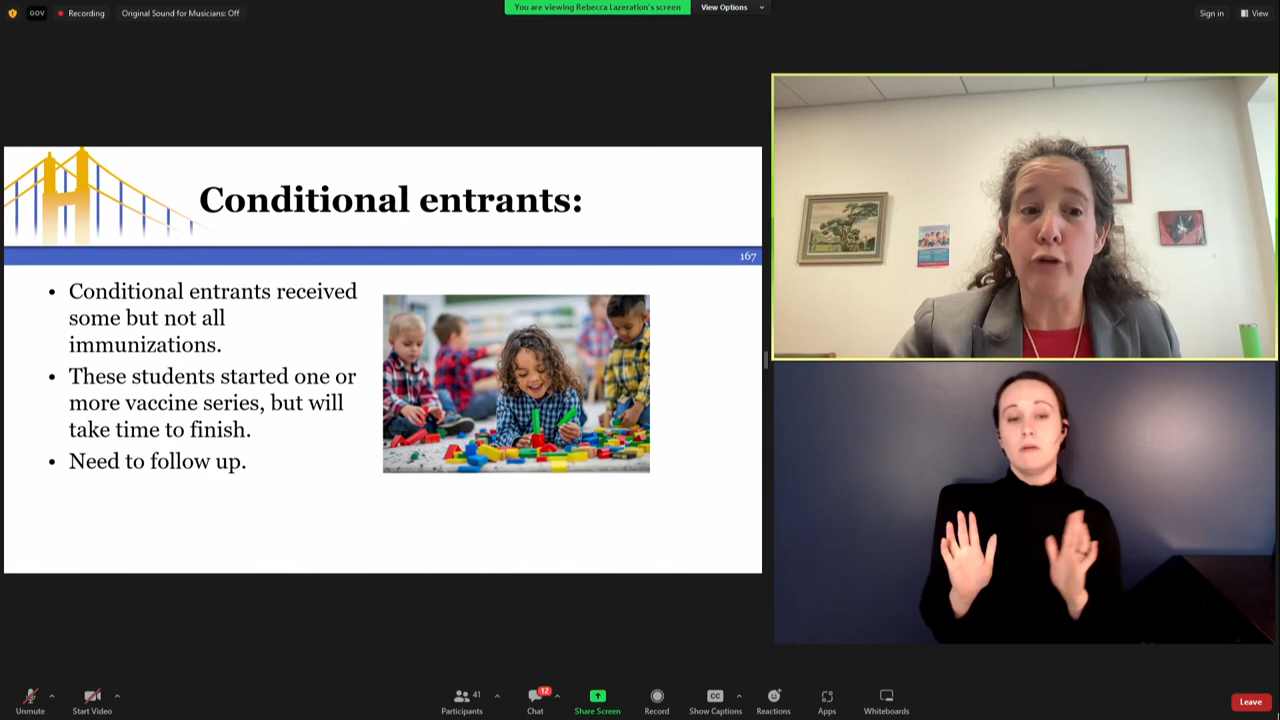 GOV
Recording
Original Sound for Musicians: Off
You are viewing Rebecca Lazeration's screen
View Options
Sign in
View
Conditional entrants:
167
• Conditional entrants received
some but not all
immunizations.
• These students started one or
more vaccine series, but will
take time to finish.
• Need to follow up.
Unmute
Start Video
Participants
41
Chat
12
Share Screen
Record
CC
Show Captions
Reactions
Apps
Whiteboards
Leave